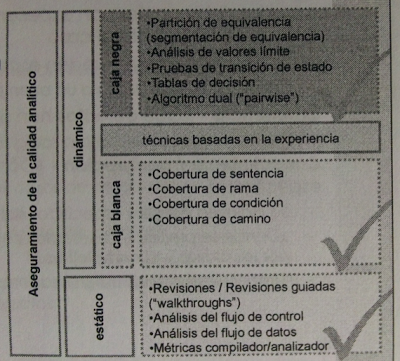 Aseguramiento de la calidad analítico
dinámico
caja negra
•Partición de equivalencia
(segmentación de equivalencia)
•Análisis de valores límite
•Pruebas de transición de estado
•Tablas de decisión
•Algoritmo dual ("pairwise")
técnicas basadas en la experiencia
caja blanca
•Cobertura de sentencia
•Cobertura de rama
•Cobertura de condición
•Cobertura de camino
estático
•Revisiones / Revisiones guiadas
("walkthroughs")
•Análisis del flujo de control
•Análisis del flujo de datos
•Métricas compilador/analizador